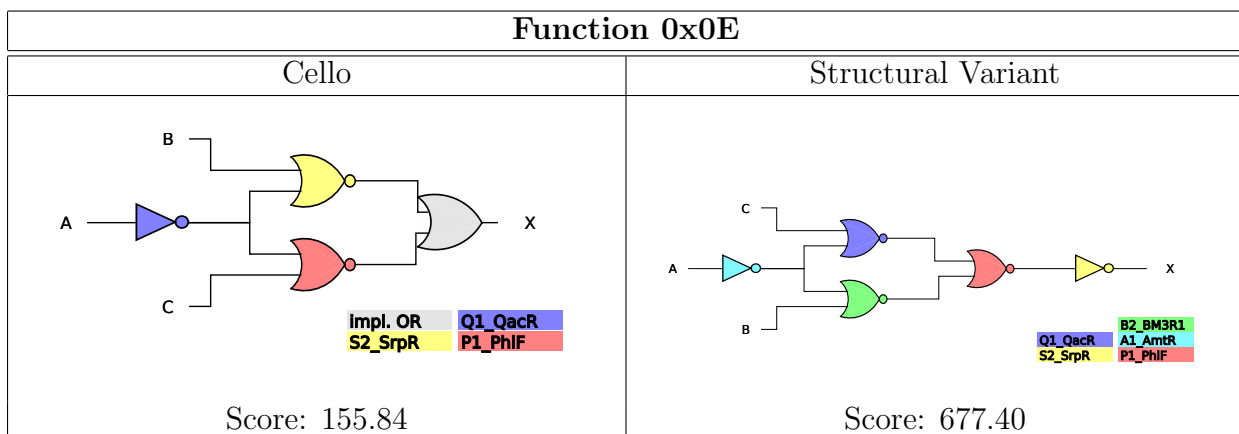 Function 0x0E
Cello
Structural Variant
B
A
X
C
impl. OR
Q1_QacR
S2_SrpR
P1_PhlF
C
A
X
B
B2_BM3R1
Q1_QacR
A1_AmtR
S2_SrpR
P1_PhlF
Score: 155.84
Score: 677.40